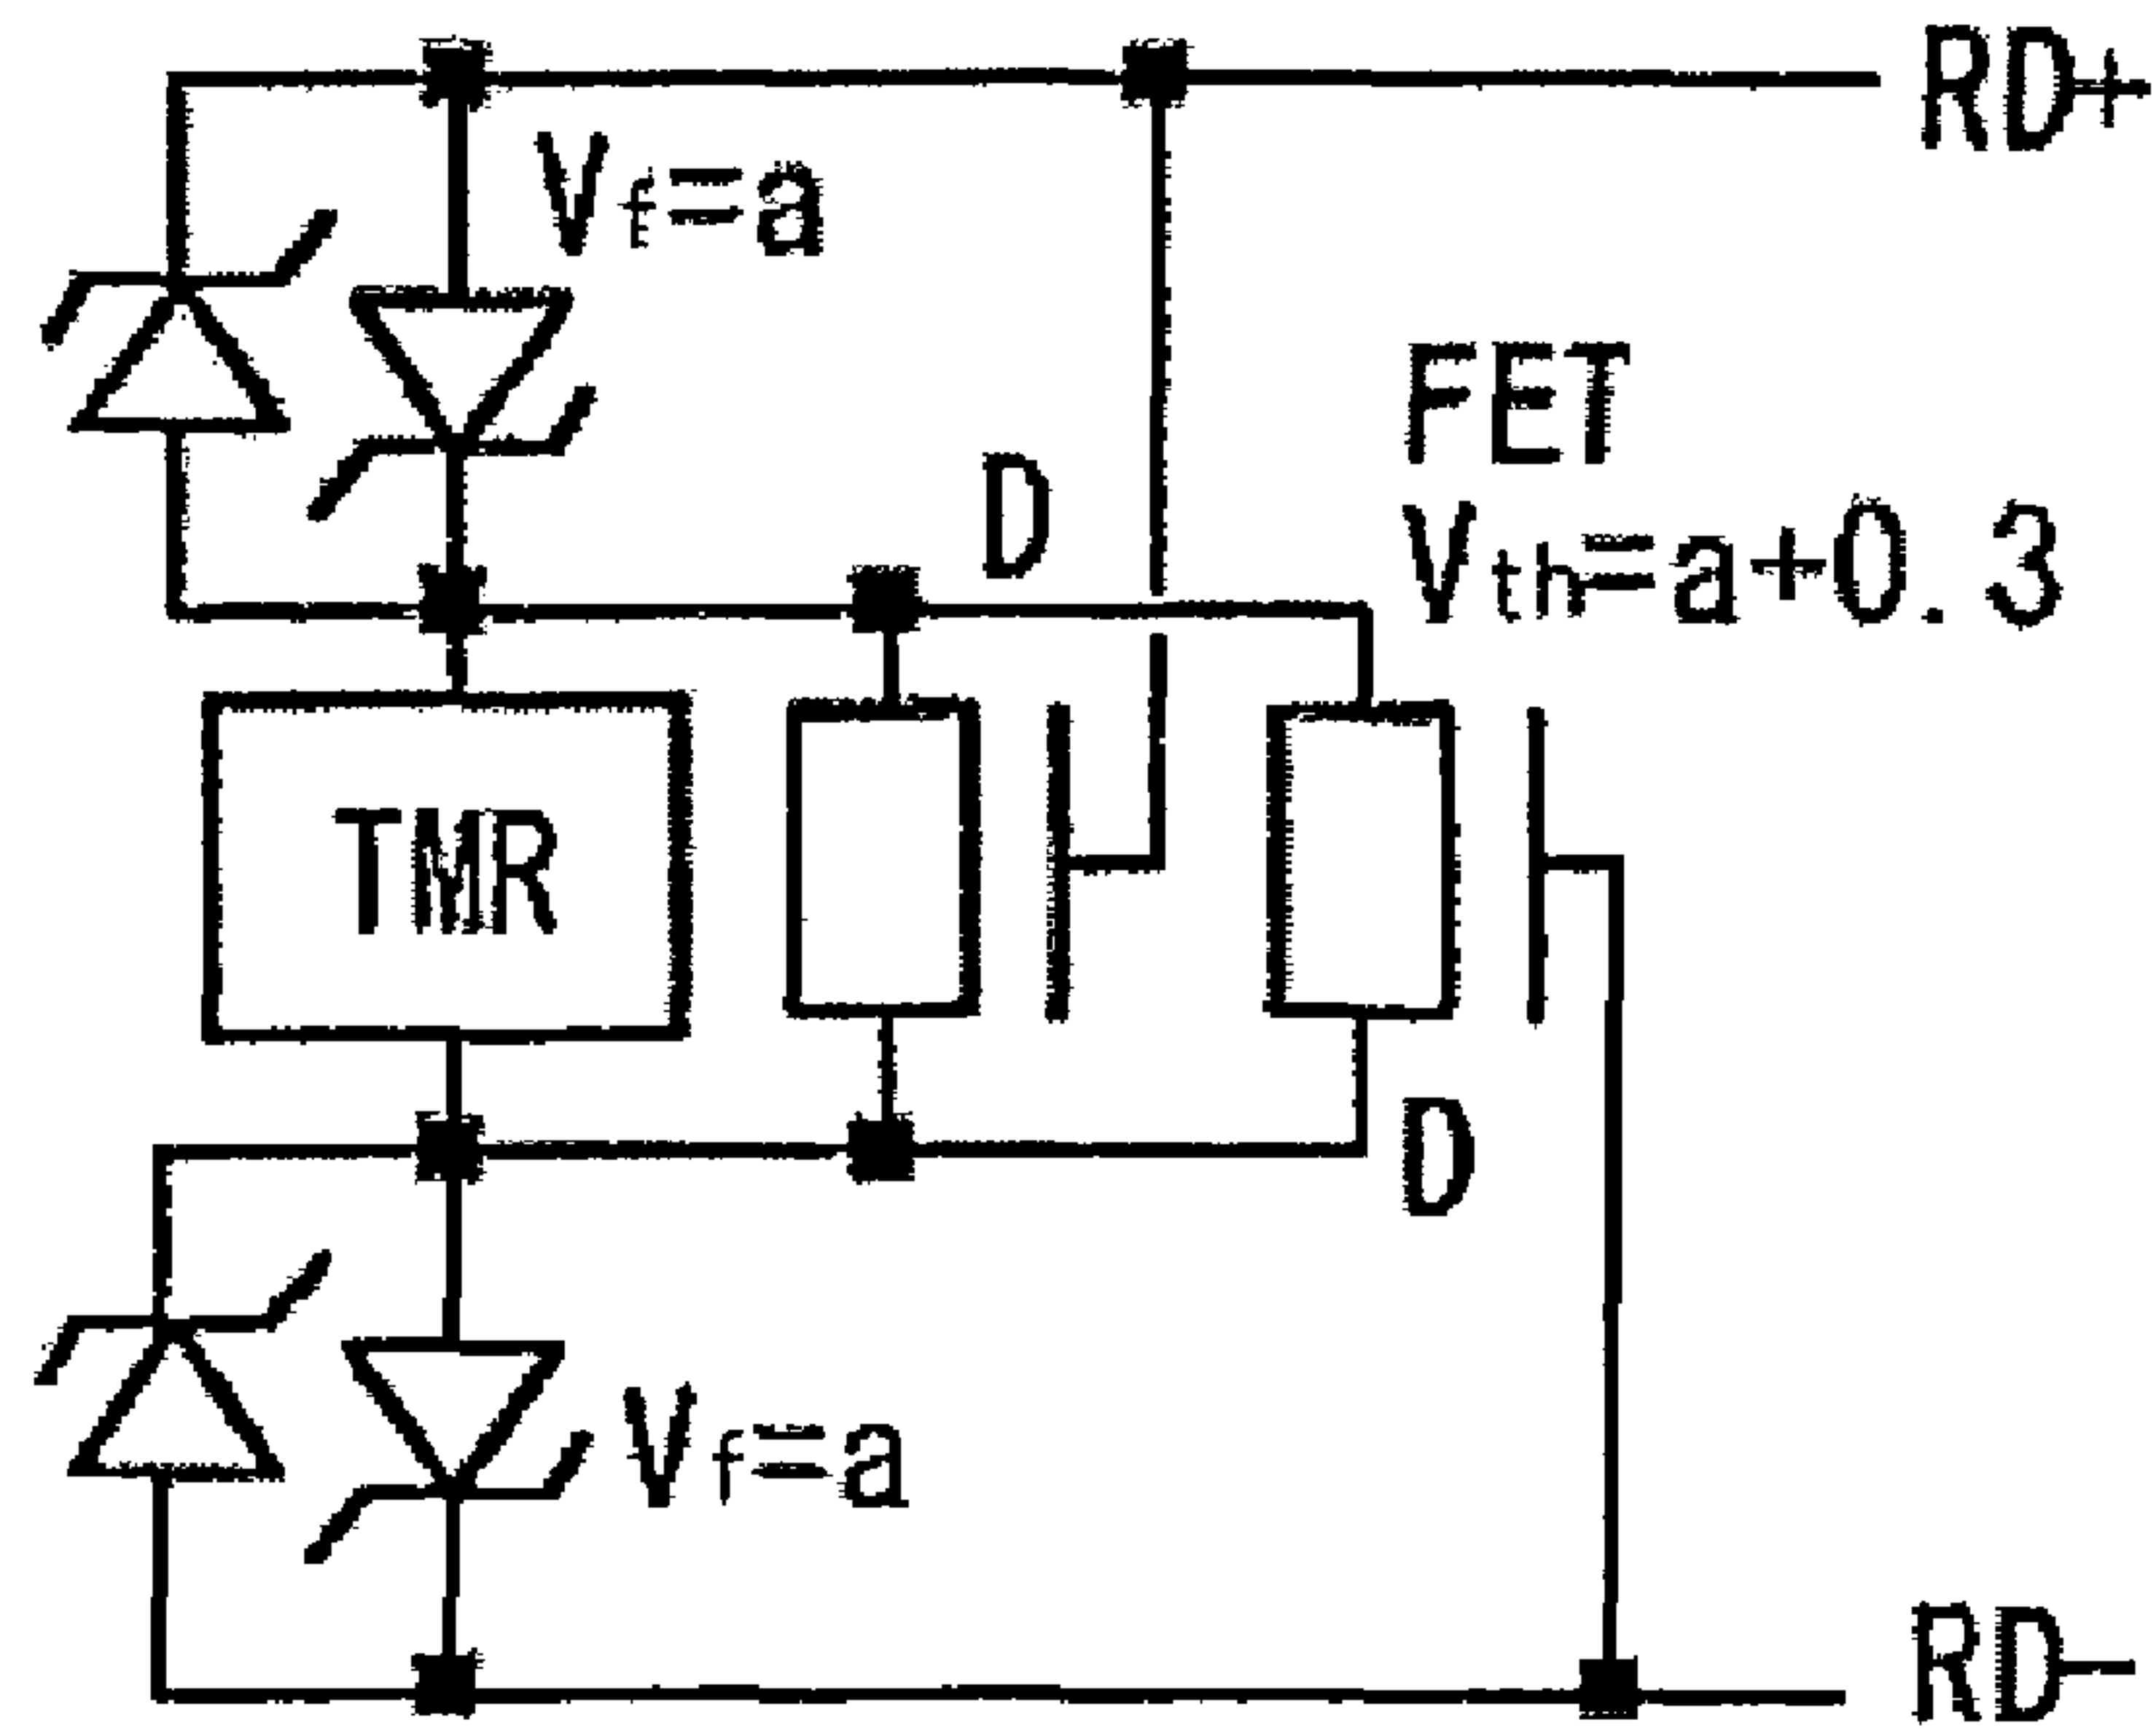 RD+
Vf=a
FET
D
Vth=a+0. 3
TMR
D
Vf=a
RD−